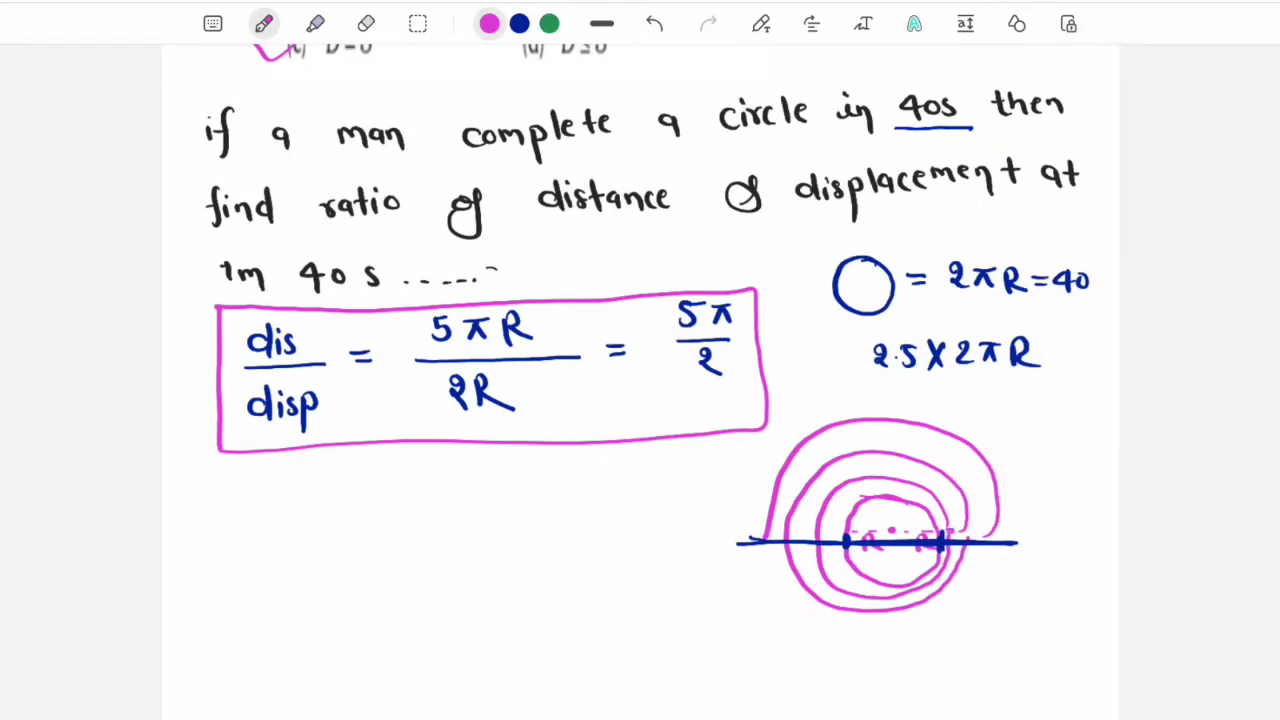 if a man complete a circle in 40s then
find ratio of distance & displacement at
1m 40s ......?
dis/disp = 5πR/2R = 5π/2
= 2πR = 40
2.5 X 2πR
R R